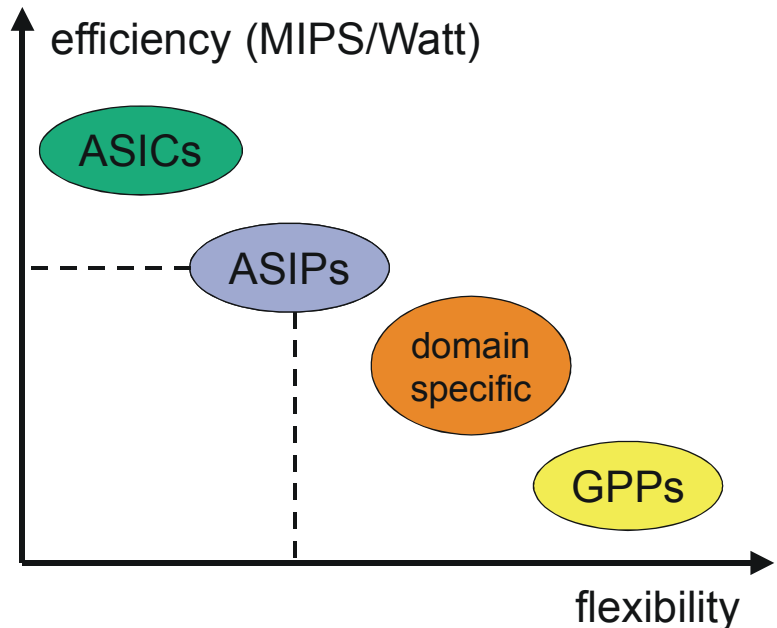 efficiency (MIPS/Watt)
ASICs
ASIPs
domain
specific
GPPs
flexibility